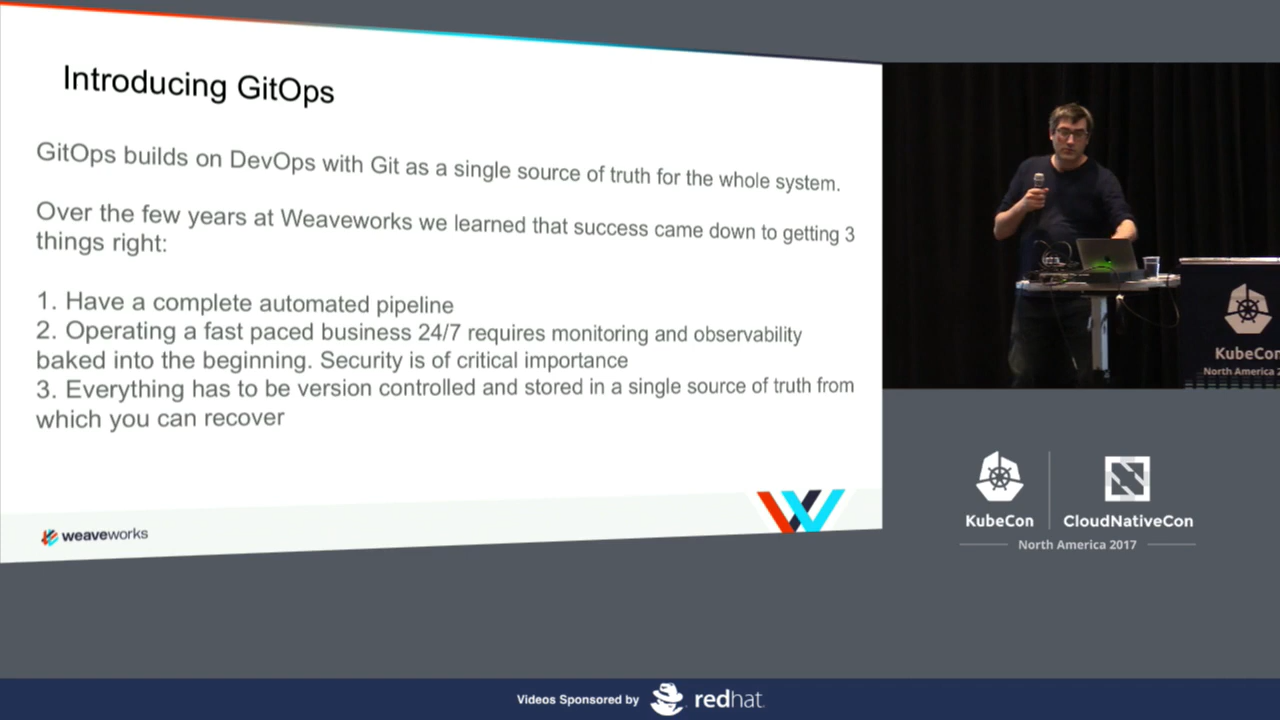 Introducing GitOps
GitOps builds on DevOps with Git as a single source of truth for the whole system.
Over the few years at Weaveworks we learned that success came down to getting 3
things right:
1. Have a complete automated pipeline
2. Operating a fast paced business 24/7 requires monitoring and observability
baked into the beginning. Security is of critical importance
3. Everything has to be version controlled and stored in a single source of truth from
which you can recover
weaveworks
KubeCon
North America 2
KubeCon
CloudNativeCon
North America 2017
Videos Sponsored by
redhat.